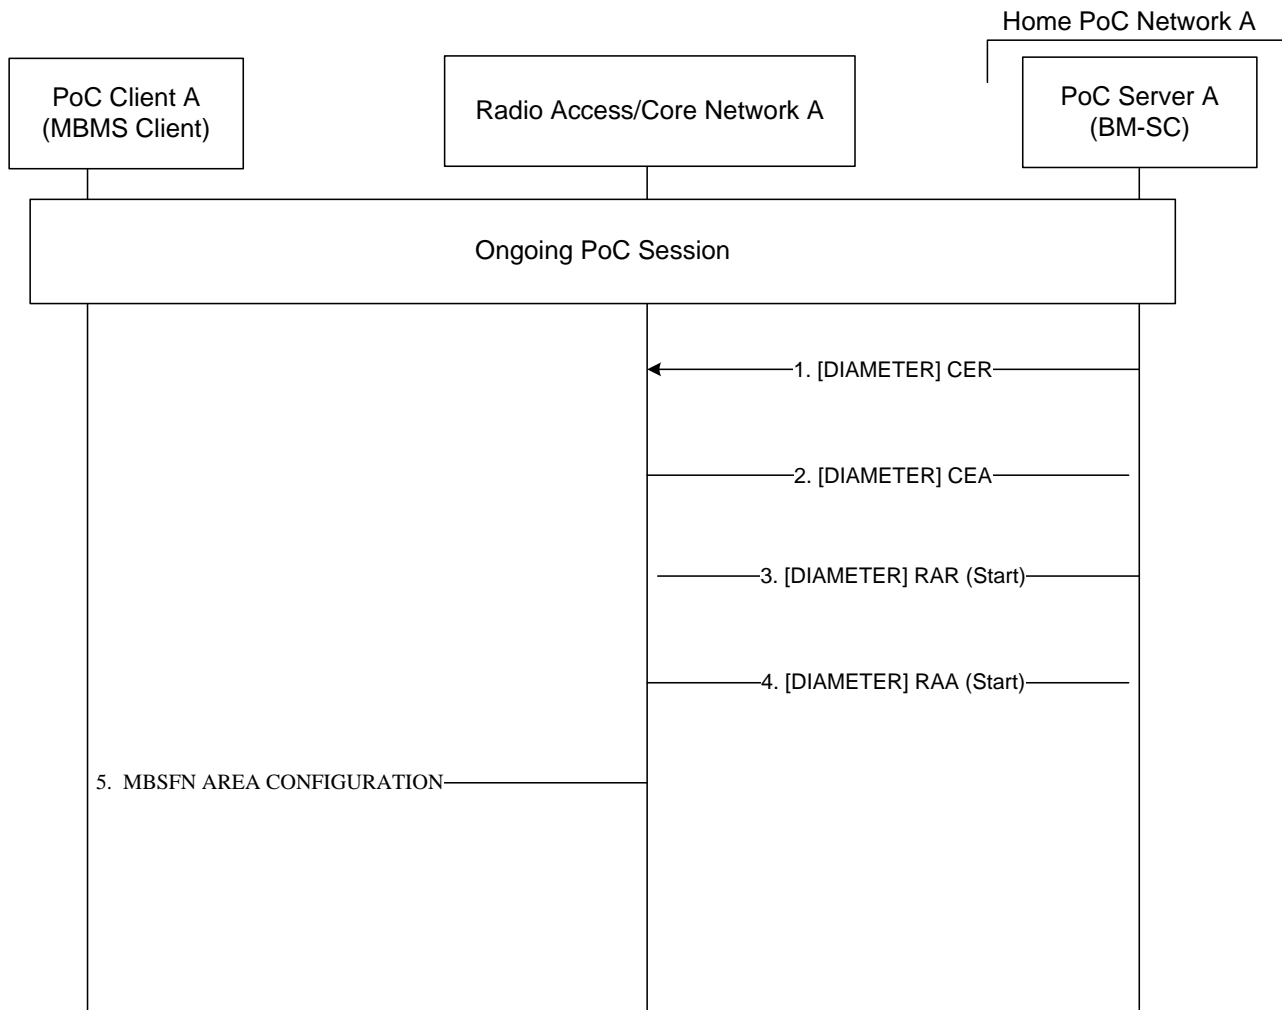 Home PoC Network A
PoC Client A
(MBMS Client)
Radio Access/Core Network A
PoC Server A
(BM-SC)
Ongoing PoC Session
1. [DIAMETER] CER
2. [DIAMETER] CEA
3. [DIAMETER] RAR (Start)
4. [DIAMETER] RAA (Start)
5. MBSFN AREA CONFIGURATION